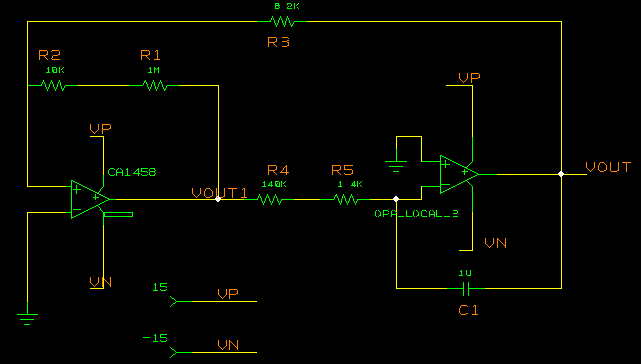 8 2K
R3
R2
R1
10K
1M
VP
VP
CA1458
R4
R5
VOUT
VOUT1
140K
1 4K
OPA_LOCAL_2
VN
VN
1U
15
VP
C1
-15
VN